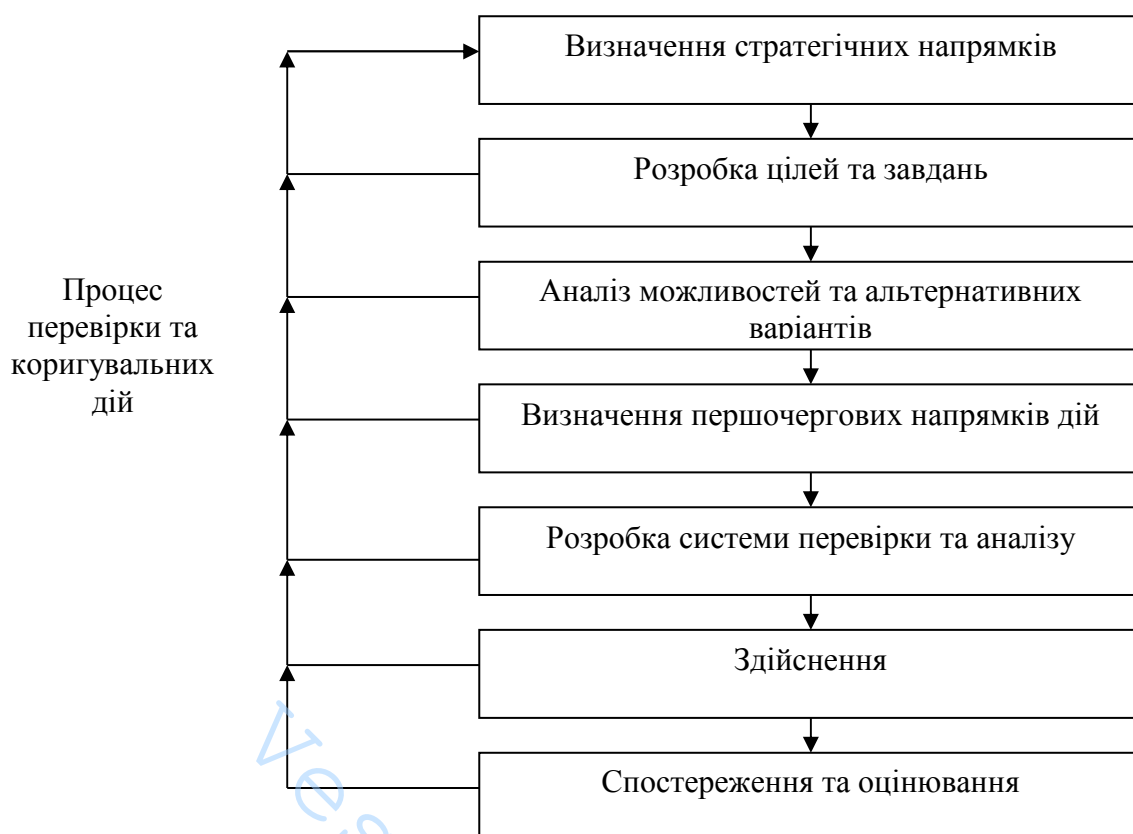 Визначення стратегічних напрямків
Розробка цілей та завдань
Аналіз можливостей та альтернативних
варіантів
Визначення першочергових напрямків дій
Розробка системи перевірки та аналізу
Здійснення
Спостереження та оцінювання
Процес
перевірки та
коригувальних
дій
Ves